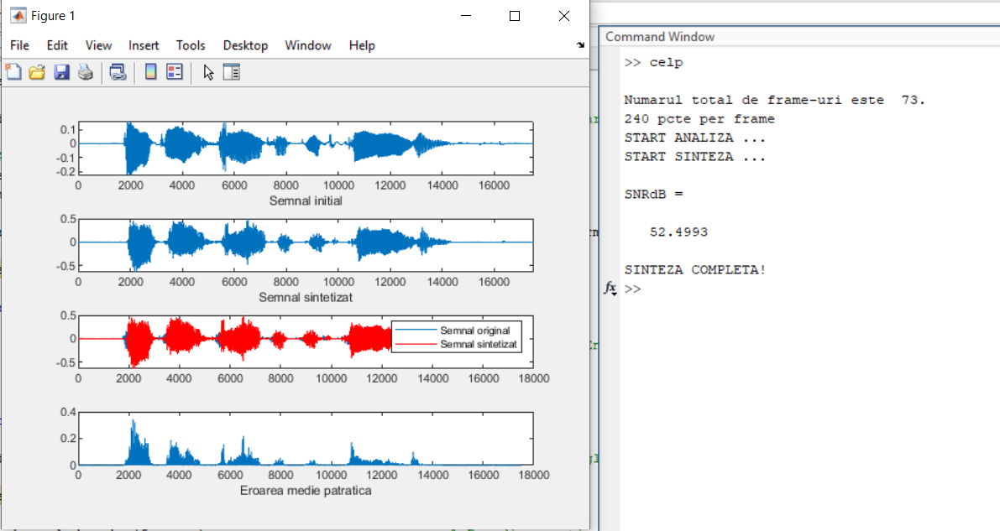 Figure 1
File Edit View Insert Tools Desktop Window Help
0.1
0
-0.1
-0.2
0 2000 4000 6000 8000 10000 12000 14000 16000
Semnal initial
0.5
0
-0.5
0 2000 4000 6000 8000 10000 12000 14000 16000
Semnal sintetizat
0.5
0
-0.5
Semnal original
Semnal sintetizat
0 2000 4000 6000 8000 10000 12000 14000 16000 18000
0.4
0.2
0
0 2000 4000 6000 8000 10000 12000 14000 16000 18000
Eroarea medie patratica
Command Window
>> celp
Numarul total de frame-uri este 73.
240 pcte per frame
START ANALIZA ...
START SINTEZA ...
SNRdB =
52.4993
SINTEZA COMPLETA!
fx >>